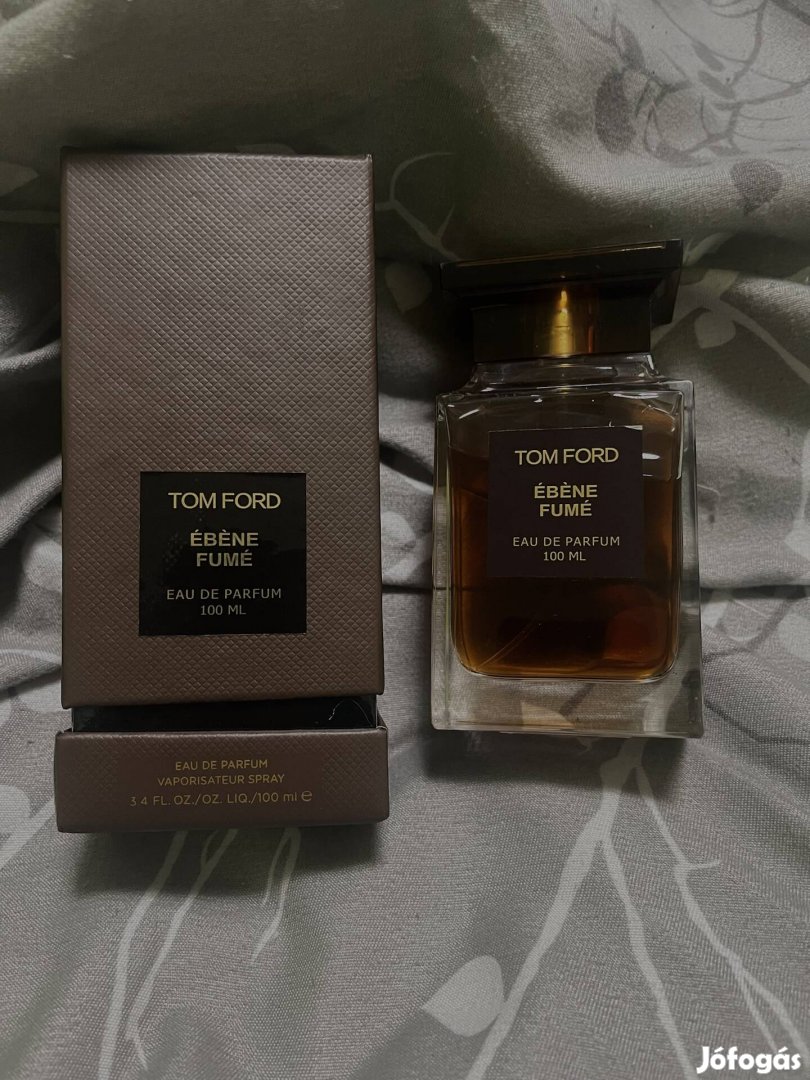 TOM FORD
ÉBÈNE
FUMÉ
EAU DE PARFUM
100 ML
EAU DE PARFUM
VAPORISATEUR SPRAY
3.4 FL. OZ./OZ. LIQ./100 ml ℮
TOM FORD
ÉBÈNE
FUMÉ
EAU DE PARFUM
100 ML
Jófogás